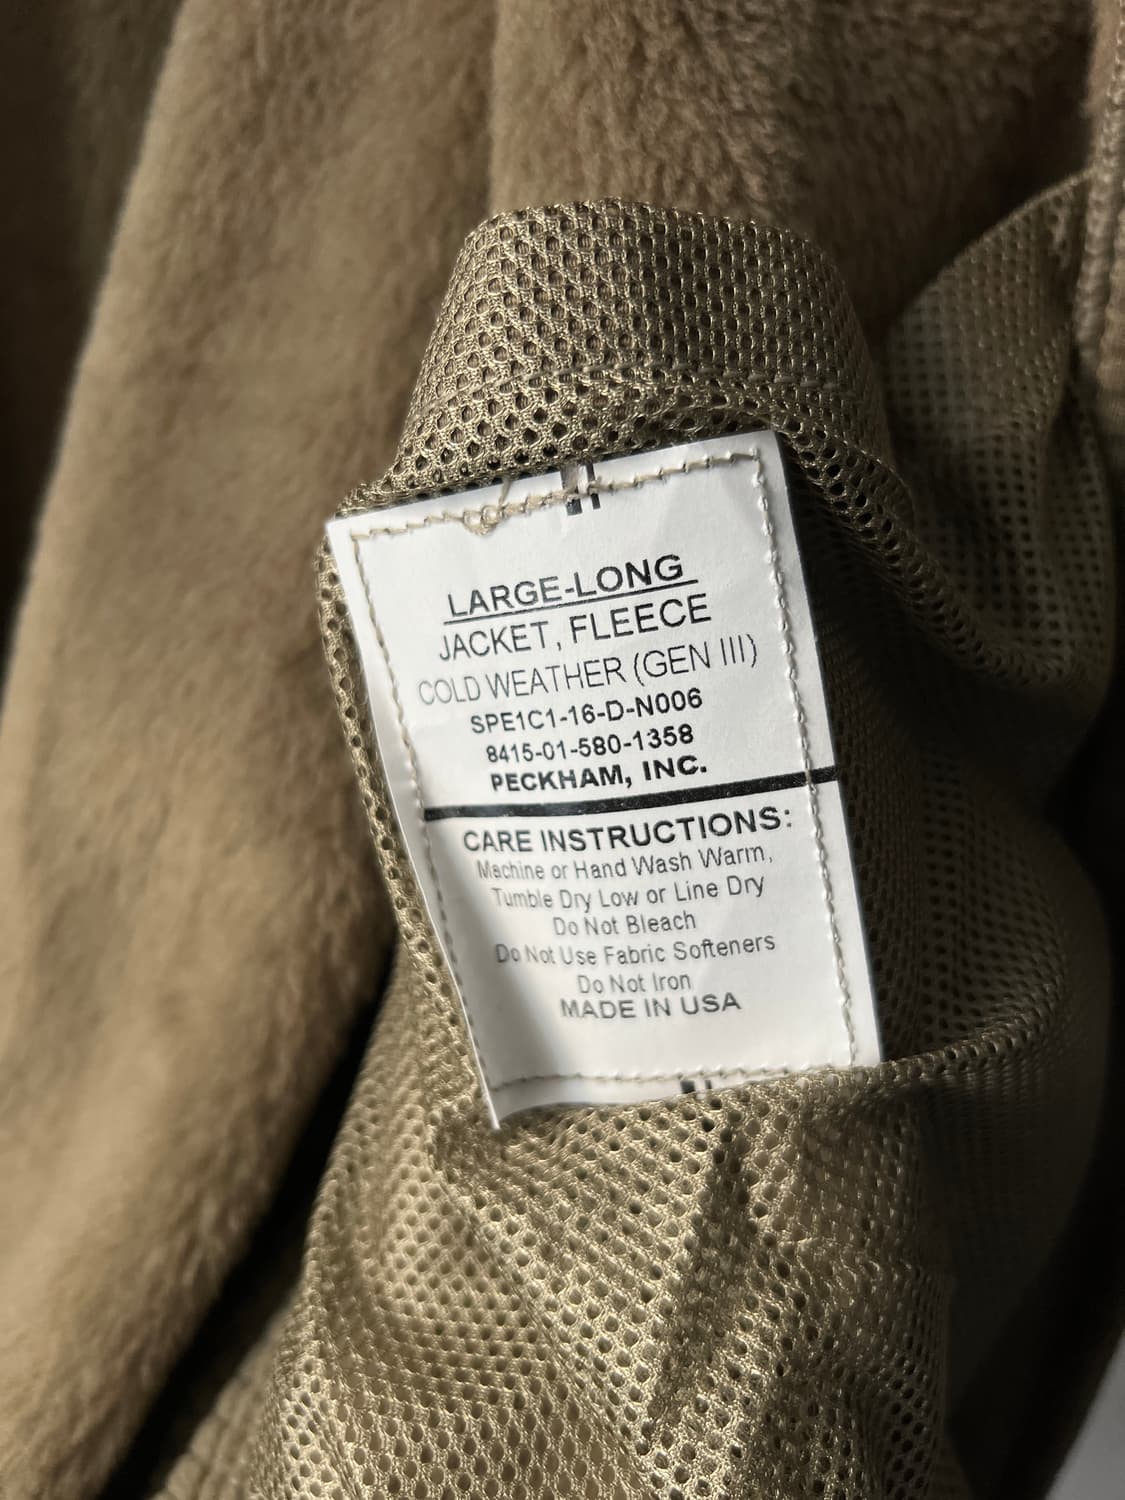 LARGE-LONG
JACKET, FLEECE
COLD WEATHER (GEN III)
SPE1C1-16-D-N006
8415-01-580-1358
PECKHAM, INC.
CARE INSTRUCTIONS:
Machine or Hand Wash Warm,
Tumble Dry Low or Line Dry
Do Not Bleach
Do Not Use Fabric Softeners
Do Not Iron
MADE IN USA